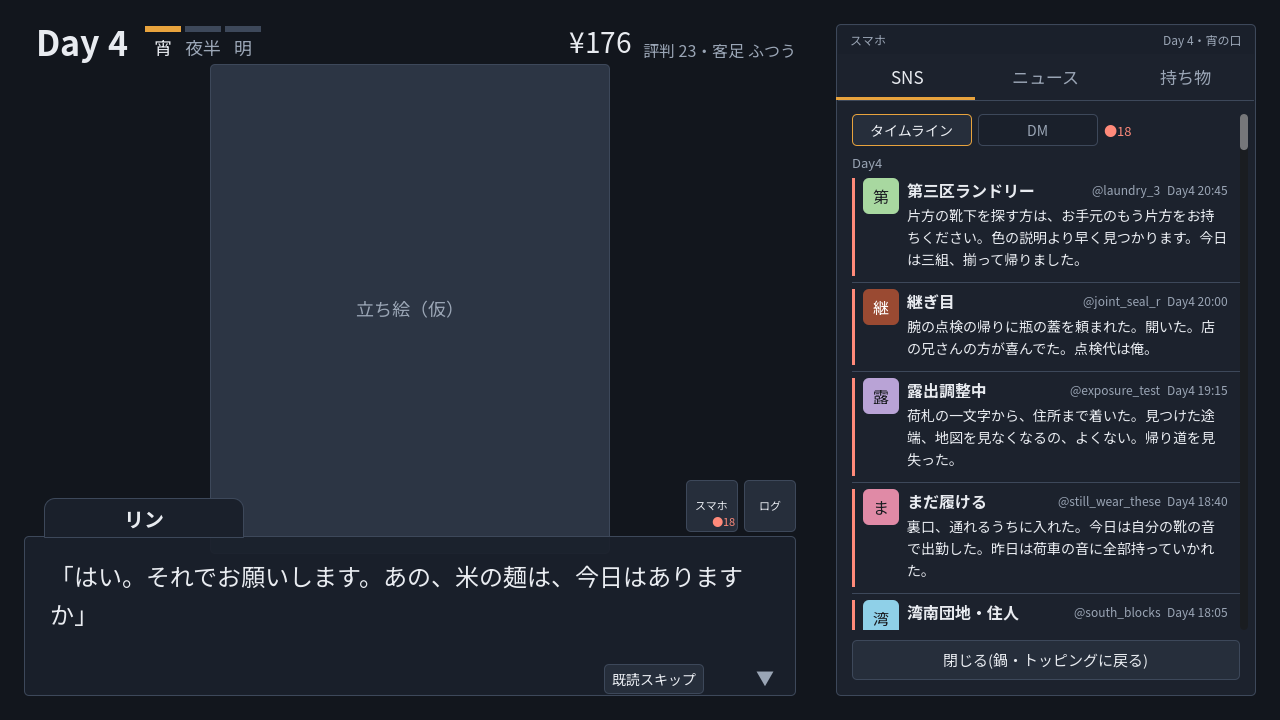 Day 4
宵 夜半 明
¥176
評判 23・客足 ふつう
立ち絵（仮）
スマホ
18
ログ
リン
「はい。それでお願いします。あの、米の麺は、今日はあります
か」
既読スキップ
▼
スマホ
Day 4・宵の口
SNS
ニュース
持ち物
タイムライン
DM
18
Day4
第
第三区ランドリー
@laundry_3 Day4 20:45
片方の靴下を探す方は、お手元のもう片方をお持
ちください。色の説明より早く見つかります。今日
は三組、揃って帰りました。
継
継ぎ目
@joint_seal_r Day4 20:00
腕の点検の帰りに瓶の蓋を頼まれた。開いた。店
の兄さんの方が喜んでた。点検代は俺。
露
露出調整中
@exposure_test Day4 19:15
荷札の一文字から、住所まで着いた。見つけた途
端、地図を見なくなるの、よくない。帰り道を見
失った。
ま
まだ履ける
@still_wear_these Day4 18:40
裏口、通れるうちに入れた。今日は自分の靴の音
で出勤した。昨日は荷車の音に全部持っていかれ
た。
湾
湾南団地・住人
@south_blocks Day4 18:05
閉じる(鍋・トッピングに戻る)